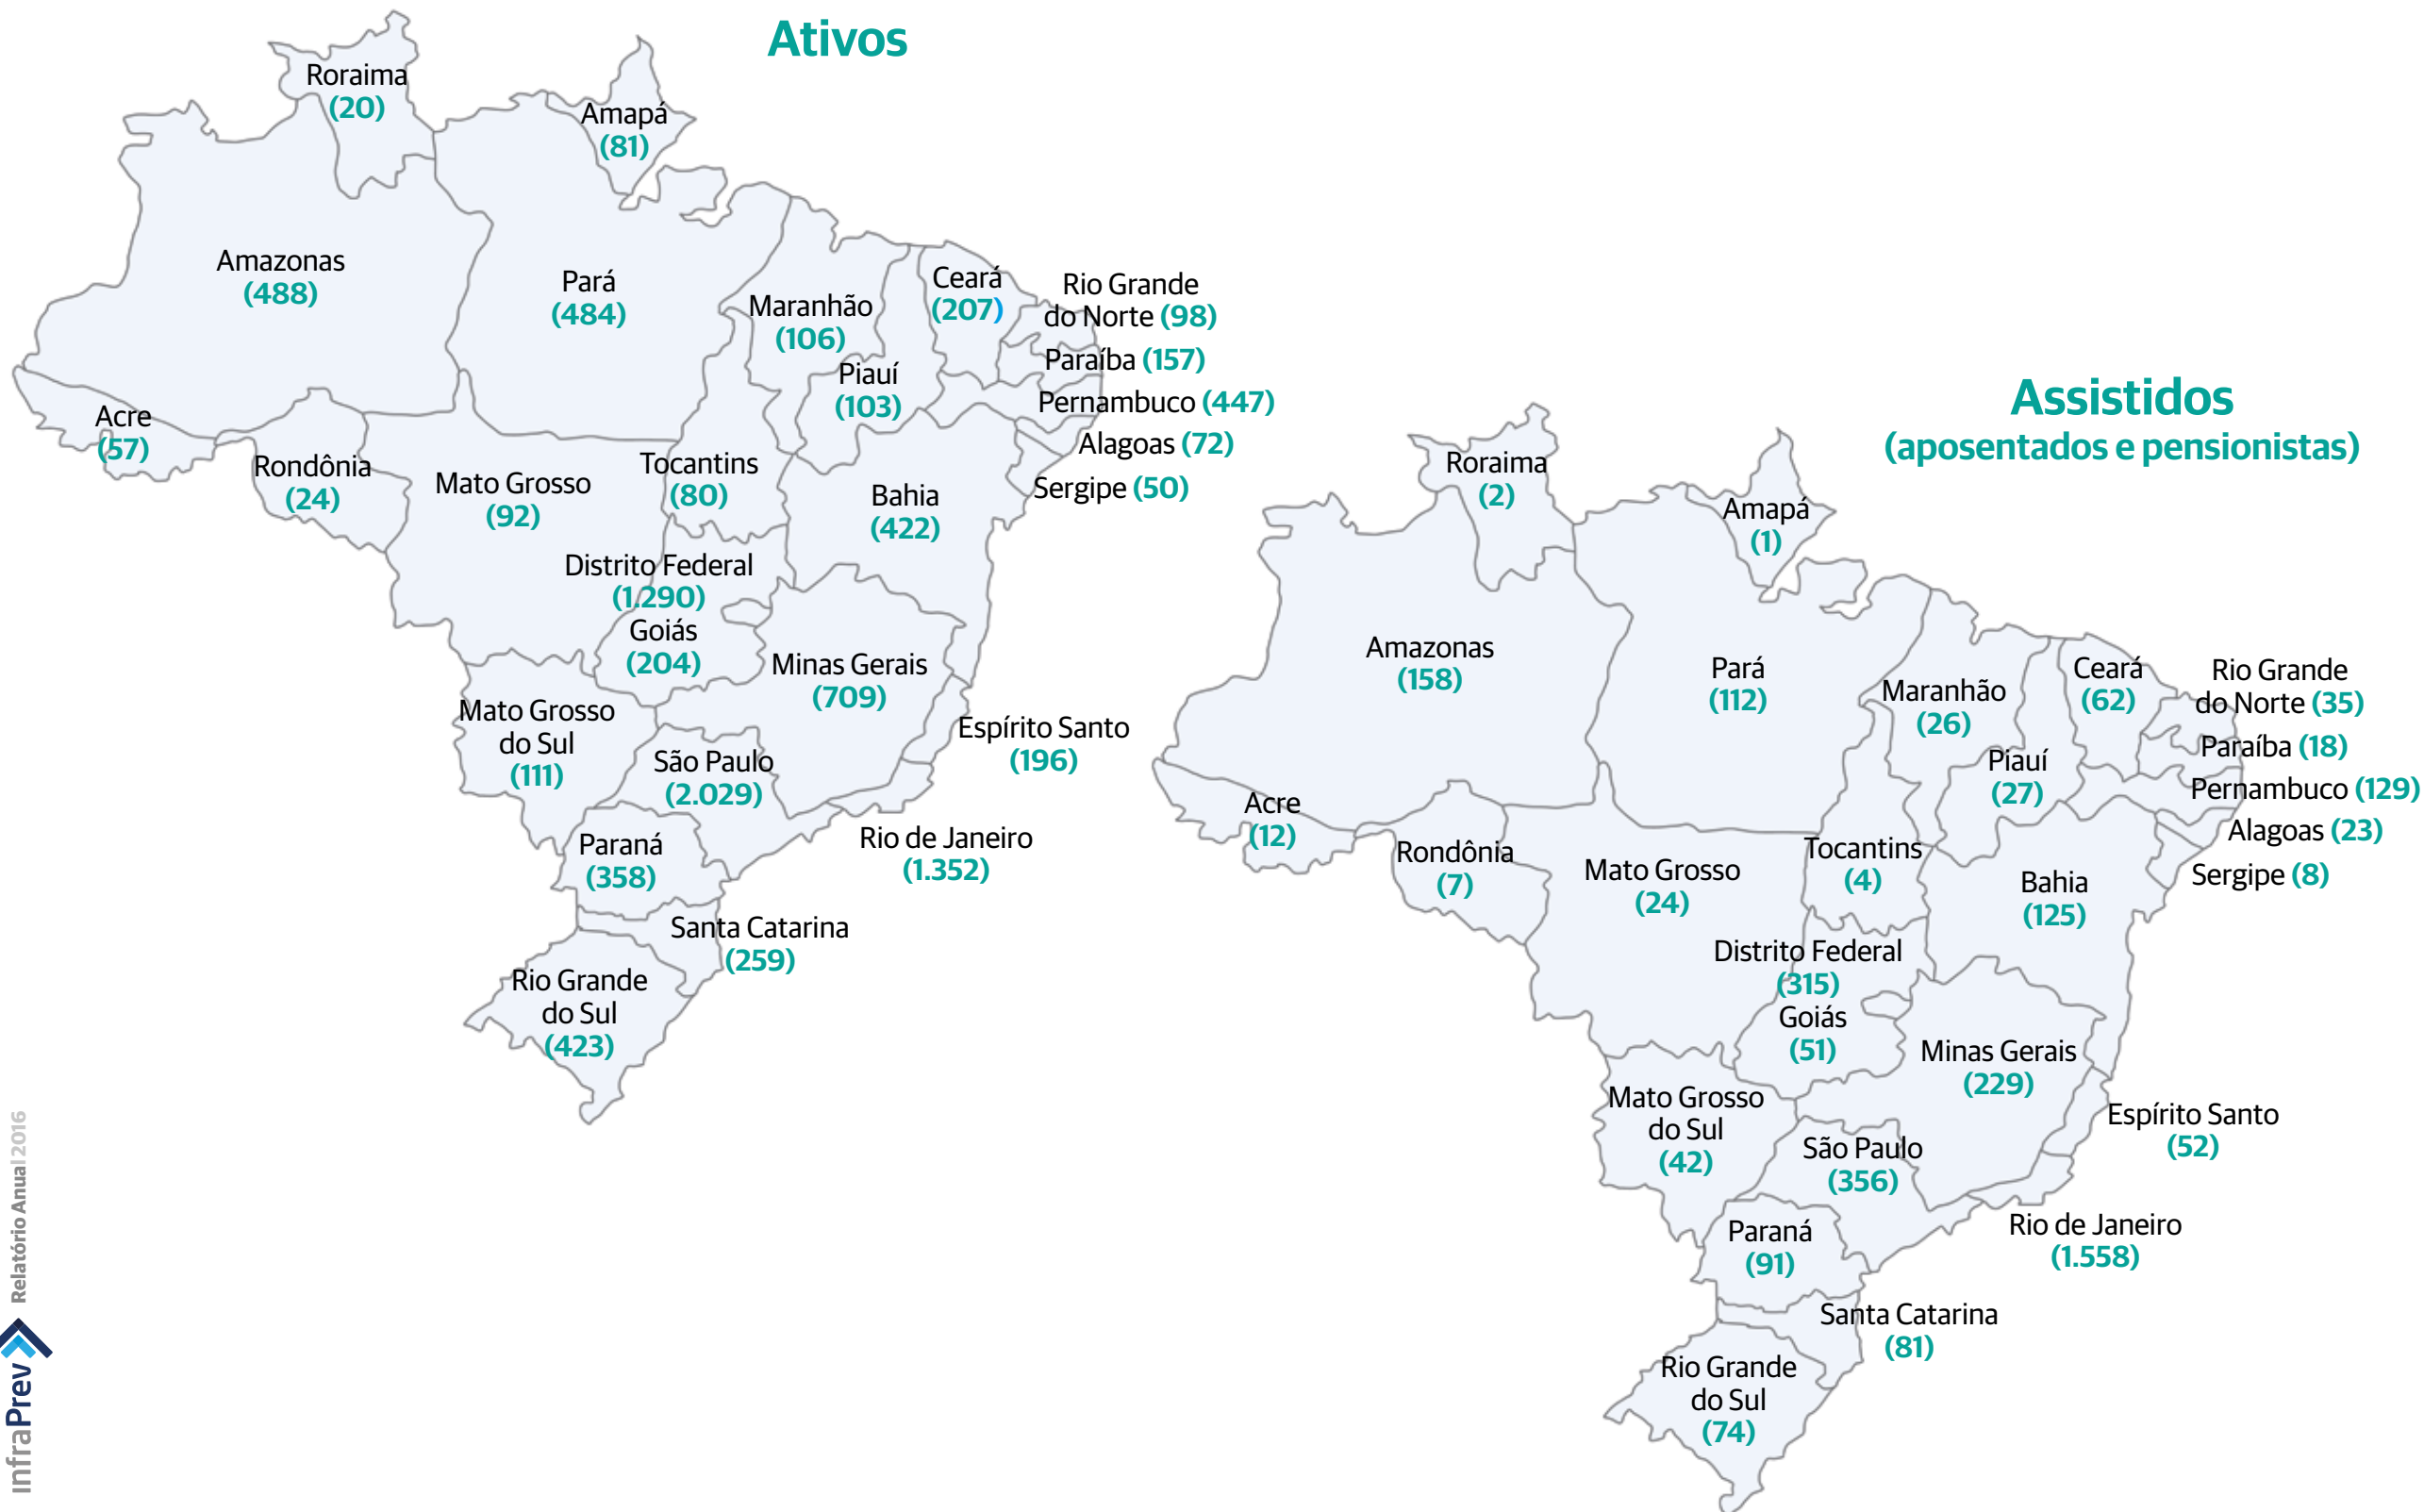 Ativos
Roraima
(20)
Amapá
(81)
Amazonas
(488)
Pará
(484)
Maranhão
(106)
Ceará
(207)
Rio Grande
do Norte (98)
Paraíba (157)
Piauí
(103)
Pernambuco (447)
Alagoas (72)
Sergipe (50)
Acre
(57)
Rondônia
(24)
Mato Grosso
(92)
Tocantins
(80)
Bahia
(422)
Distrito Federal
(1.290)
Goiás
(204)
Minas Gerais
(709)
Mato Grosso
do Sul
(111)
São Paulo
(2.029)
Espírito Santo
(196)
Rio de Janeiro
(1.352)
Paraná
(358)
Santa Catarina
(259)
Rio Grande
do Sul
(423)
Assistidos
(aposentados e pensionistas)
Roraima
(2)
Amapá
(1)
Amazonas
(158)
Pará
(112)
Maranhão
(26)
Ceará
(62)
Rio Grande
do Norte (35)
Paraíba (18)
Piauí
(27)
Pernambuco (129)
Alagoas (23)
Sergipe (8)
Acre
(12)
Rondônia
(7)
Mato Grosso
(24)
Tocantins
(4)
Bahia
(125)
Distrito Federal
(315)
Goiás
(51)
Minas Gerais
(229)
Mato Grosso
do Sul
(42)
São Paulo
(356)
Espírito Santo
(52)
Rio de Janeiro
(1.558)
Paraná
(91)
Santa Catarina
(81)
Rio Grande
do Sul
(74)
InfraPrev Relatório Anual 2016